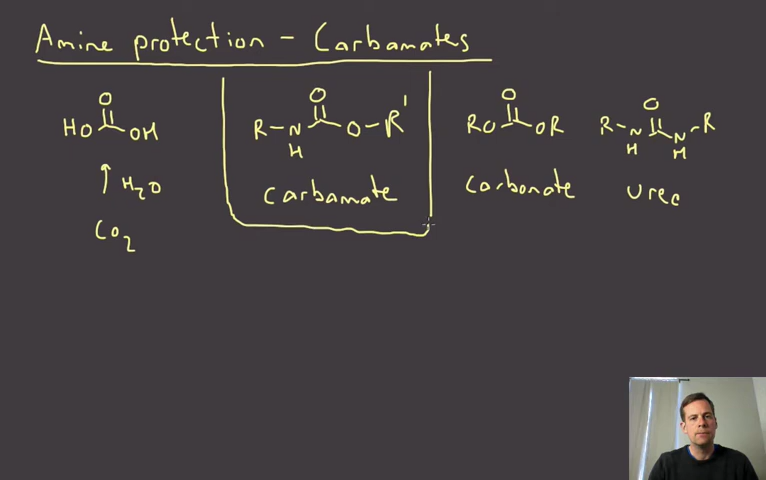 Amine protection - Carbamates
O
HO OH
↑ H2O
CO2
O
R-N O-R'
H
carbamate
O
RO OR
carbonate
O
R-N N-R
H H
urea